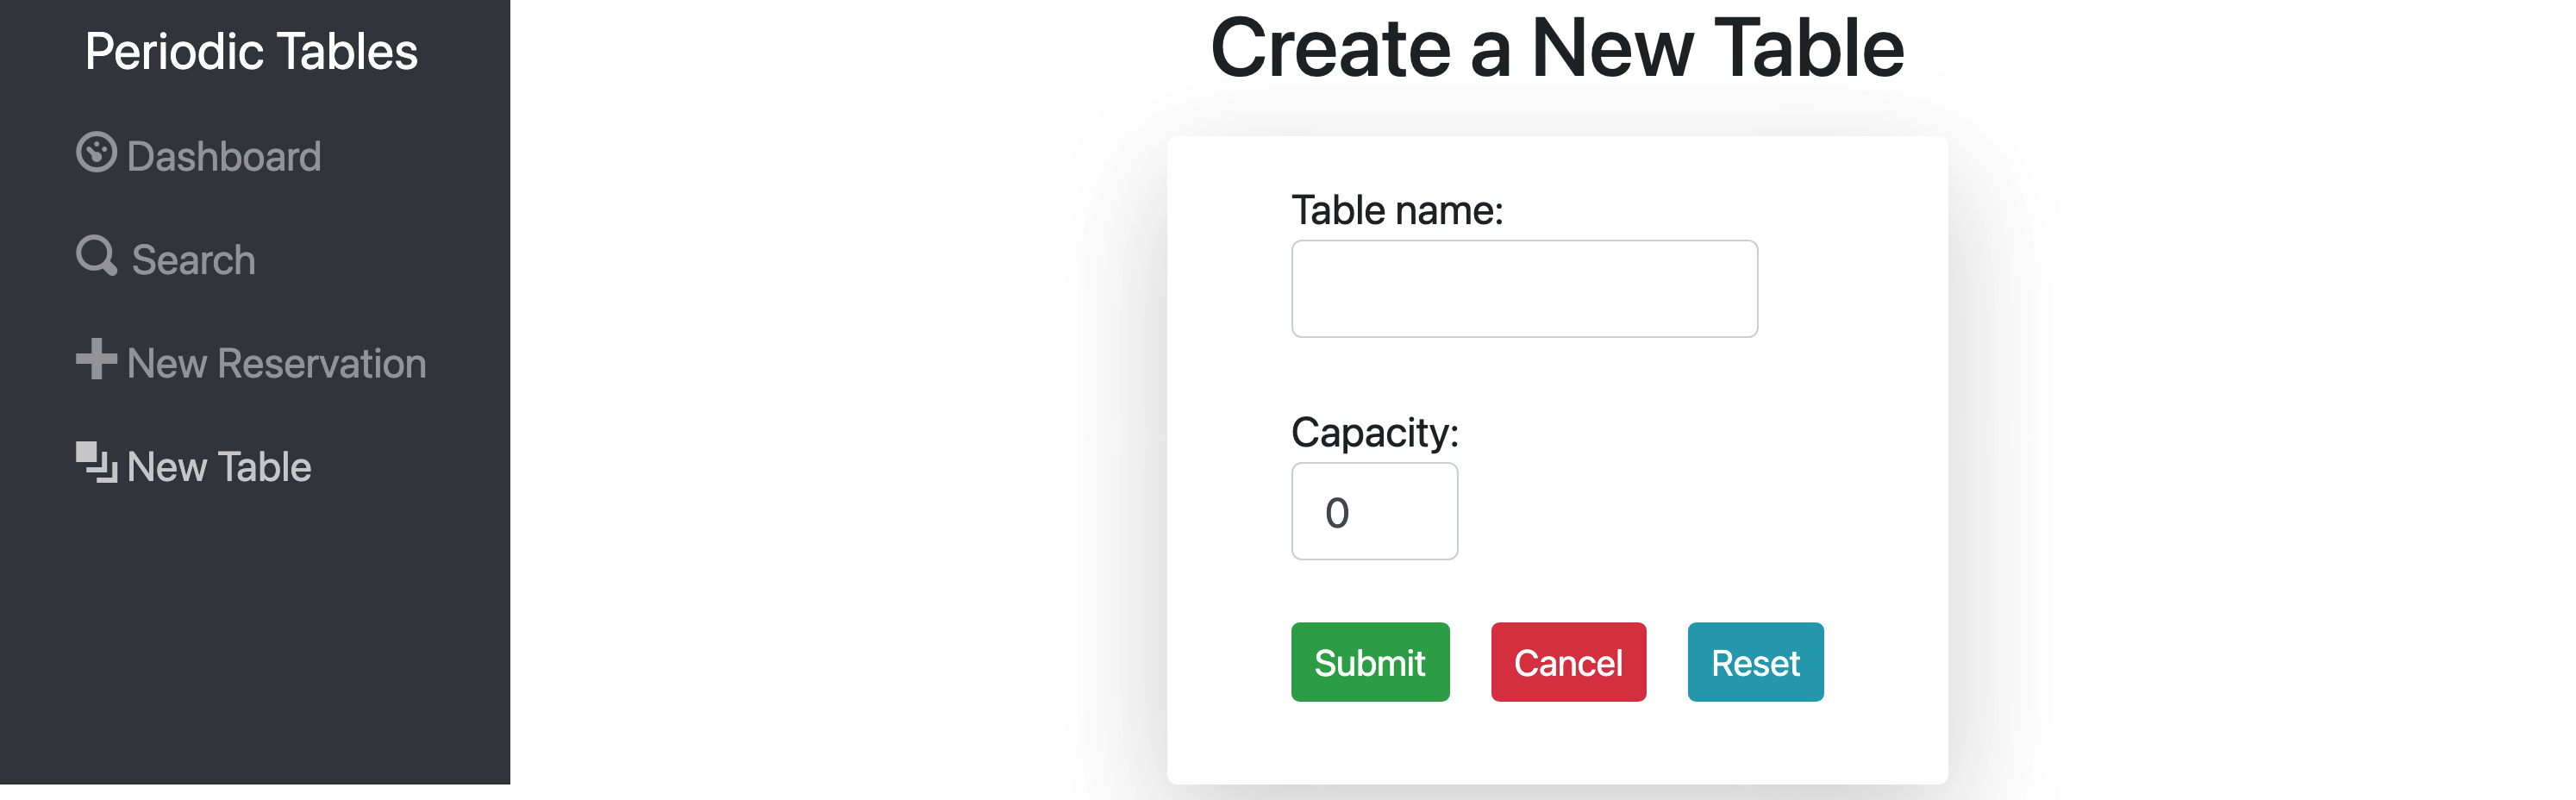 Periodic Tables
Dashboard
Search
New Reservation
New Table
Create a New Table
Table name:
Capacity:
0
Submit
Cancel
Reset